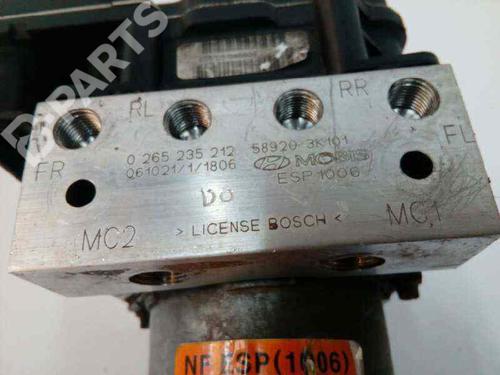 B-PARTS
RL
RR
FR
FL
0 265 235 212
58920-3K101
Q61021/1/1806
MOBIS
ESP 1006
DO
MC2
> LICENSE BOSCH <
MC1
NF ESP(1006)